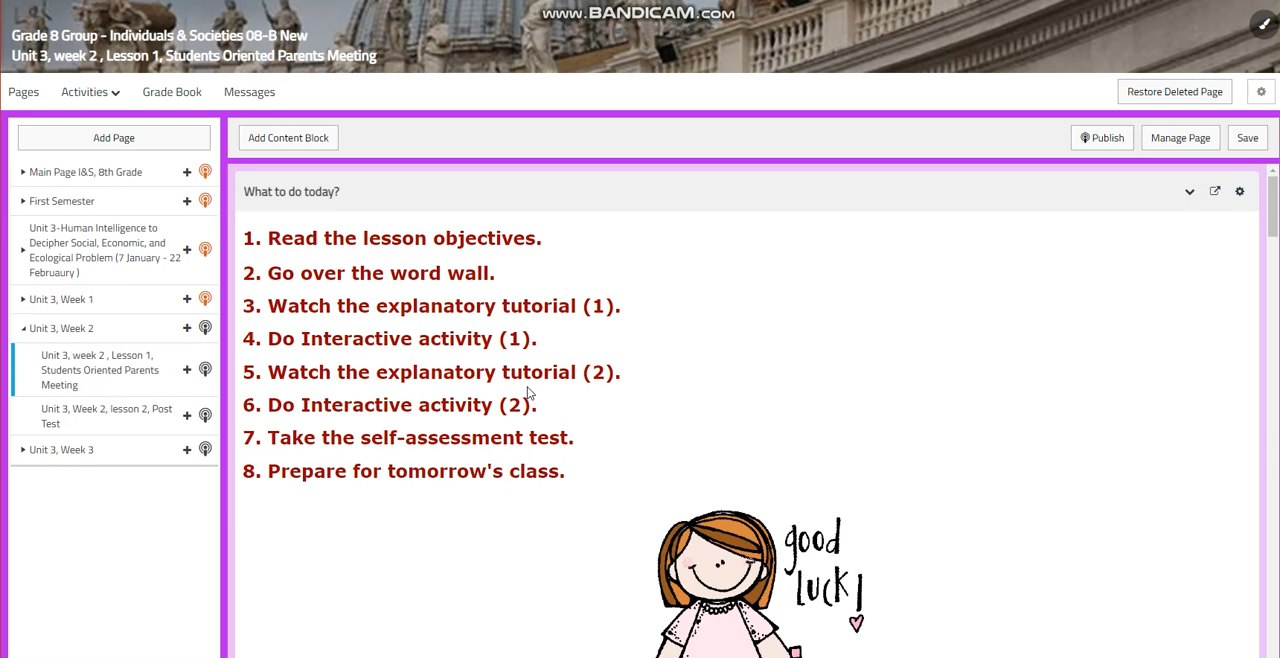 www.BANDICAM.com
Grade 8 Group - Individuals & Societies 08-B New
Unit 3, week 2 , Lesson 1, Students Oriented Parents Meeting
Pages
Activities
Grade Book
Messages
Restore Deleted Page
Add Page
Add Content Block
Publish
Manage Page
Save
Main Page I&S, 8th Grade
First Semester
Unit 3-Human Intelligence to
Decipher Social, Economic, and
Ecological Problem (7 January - 22
Februaury )
Unit 3, Week 1
Unit 3, Week 2
Unit 3, week 2 , Lesson 1,
Students Oriented Parents
Meeting
Unit 3, Week 2, lesson 2, Post
Test
Unit 3, Week 3
What to do today?
1. Read the lesson objectives.
2. Go over the word wall.
3. Watch the explanatory tutorial (1).
4. Do Interactive activity (1).
5. Watch the explanatory tutorial (2).
6. Do Interactive activity (2).
7. Take the self-assessment test.
8. Prepare for tomorrow's class.
good
luck!